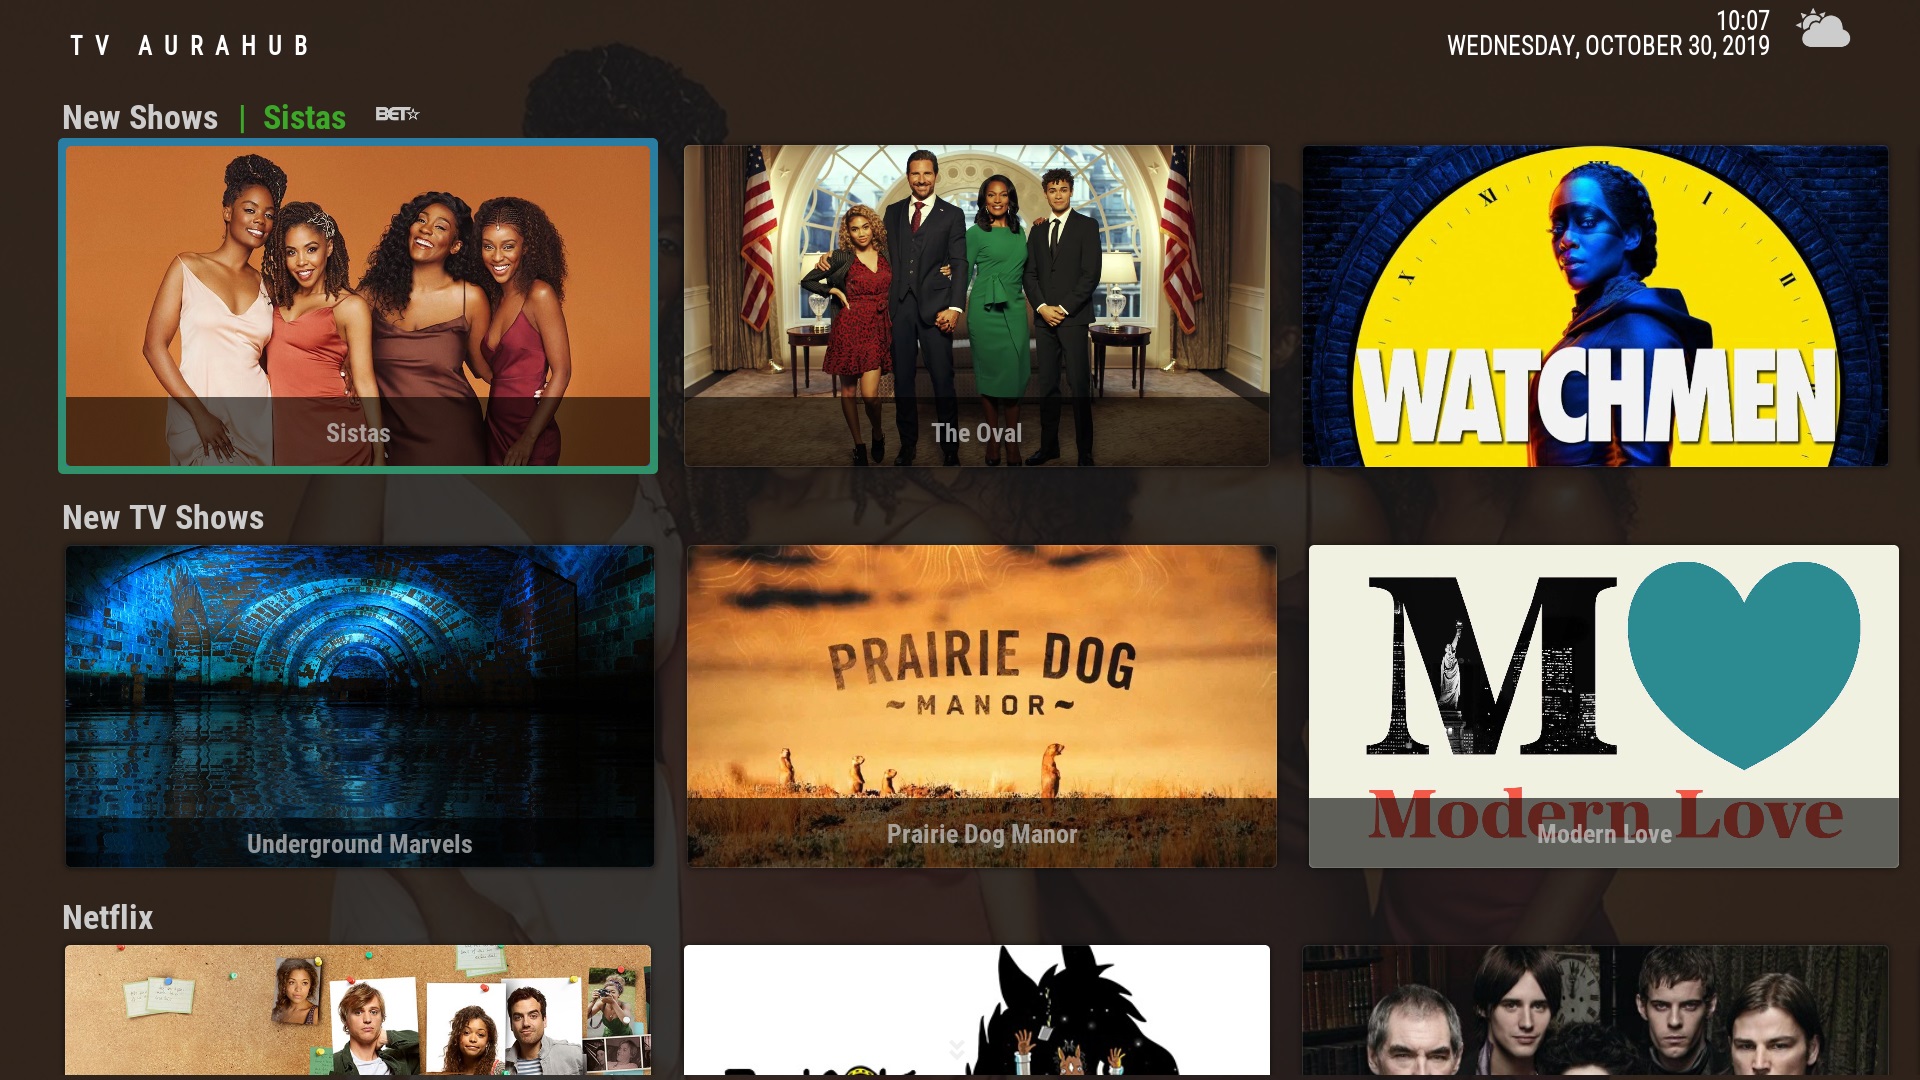 TV AURAHUB
10:07
WEDNESDAY, OCTOBER 30, 2019
New Shows | Sistas BET☆
Sistas
The Oval
XI
I
X
II
WATCHMEN
New TV Shows
Underground Marvels
PRAIRIE DOG
~MANOR~
Prairie Dog Manor
M
Modern Love
Modern Love
Netflix